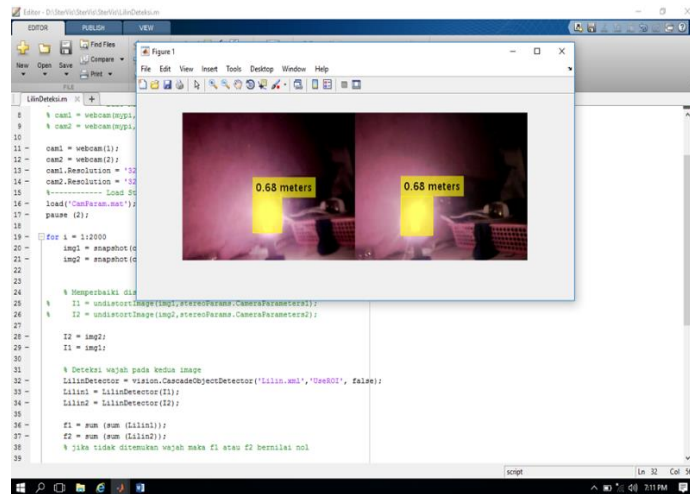 Editor - D:\SterVis\SterVis\SterVis\LilinDeteksi.m
EDITOR PUBLISH VIEW
New Open Save
Find Files
Compare
Print
FILE
LilinDeteksi.m
Figure 1
File Edit View Insert Tools Desktop Window Help
0.68 meters 0.68 meters
8 % cam1 = webcam(mypi,
9 % cam2 = webcam(mypi,
10
11 cam1 = webcam(1);
12 cam2 = webcam(2);
13 cam1.Resolution = '32
14 cam2.Resolution = '32
15 %------------ Load St
16 load('CamParam.mat');
17 pause (2);
18
19 for i = 1:2000
20 img1 = snapshot(c
21 img2 = snapshot(c
22
23
24 % Memperbaiki dis
25 % I1 = undistortImage(img1,stereoParams.CameraParameters1);
26 % I2 = undistortImage(img2,stereoParams.CameraParameters2);
27
28 I2 = img2;
29 I1 = img1;
30
31 % Deteksi wajah pada kedua image
32 LilinDetector = vision.CascadeObjectDetector('Lilin.xml','UseROI', false);
33 Lilin1 = LilinDetector(I1);
34 Lilin2 = LilinDetector(I2);
35
36 f1 = sum (sum (Lilin1));
37 f2 = sum (sum (Lilin2));
38 % jika tidak ditemukan wajah maka f1 atau f2 bernilai nol
39
script Ln 32 Col
7:11 PM